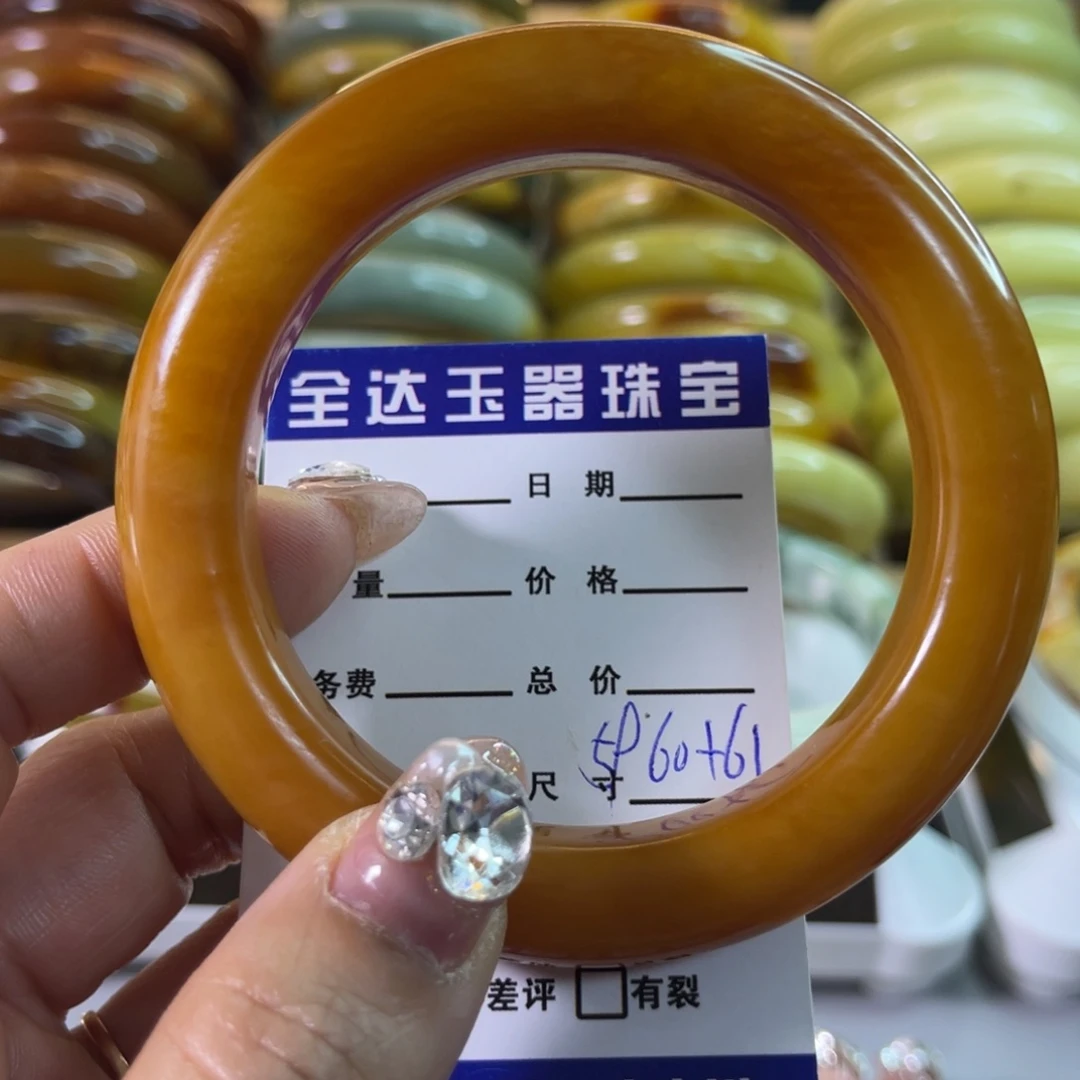 全达玉器珠宝
日 期
量 价 格
务费 总 价
60+61
尺 寸
差评 有裂